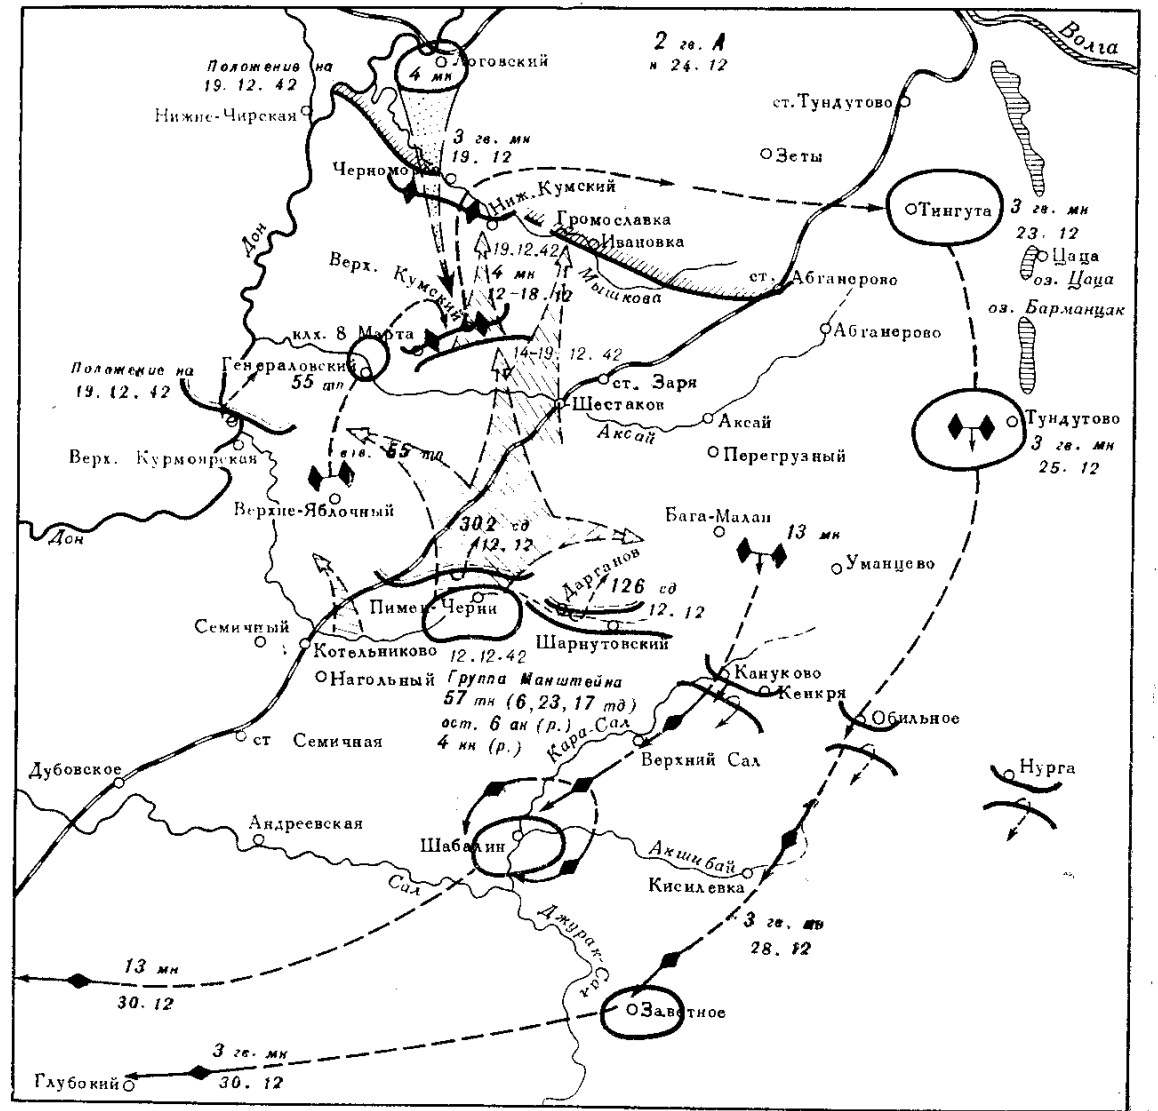 2 гв. А
к 24. 12
Волга
Логовский
4 мк
Положение на
19. 12. 42
Нижне-Чирская
3 гв. мк
19. 12
ст. Тундутово
Зеты
Ниж. Кумский
Громославка
Ивановка
Мышкова
Тингута
3 гв. мк
23. 12
Цаца
оз. Цаца
оз. Барманцак
Дон
Верх. Кумский
19.12.42
4 мк
12-18. 12
ст. Абганерово
Абганерово
клх. 8 Марта
Генераловский
55 тп
14-19. 12. 42
ст. Заря
Шестаков
Аксай
Аксай
Положение на
19. 12. 42
Верх. Курмоярская
55 тп
Перегрузный
Тундутово
3 гв. мк
25. 12
Верхне-Яблочный
Дон
302 сд
12. 12
Дарганов
126 сд
12. 12
Бага-Малан
13 мк
Уманцево
Пимен-Черни
Шарнутовский
Семичный
Котельниково
Нагольный
12.12.42
Группа Манштейна
57 тк (6, 23, 17 тд)
ост. 6 ак (р.)
4 кк (р.)
Кануково
Кенкря
Обильное
Кара-Сал
Верхний Сал
ст Семичная
Дубовское
Нурга
Андреевская
Шабалин
Акшибай
Кисилевка
Сал
Джурак-Сал
3 гв. мк
28. 12
13 мк
30. 12
Заветное
3 гв. мк
30. 12
Глубокий